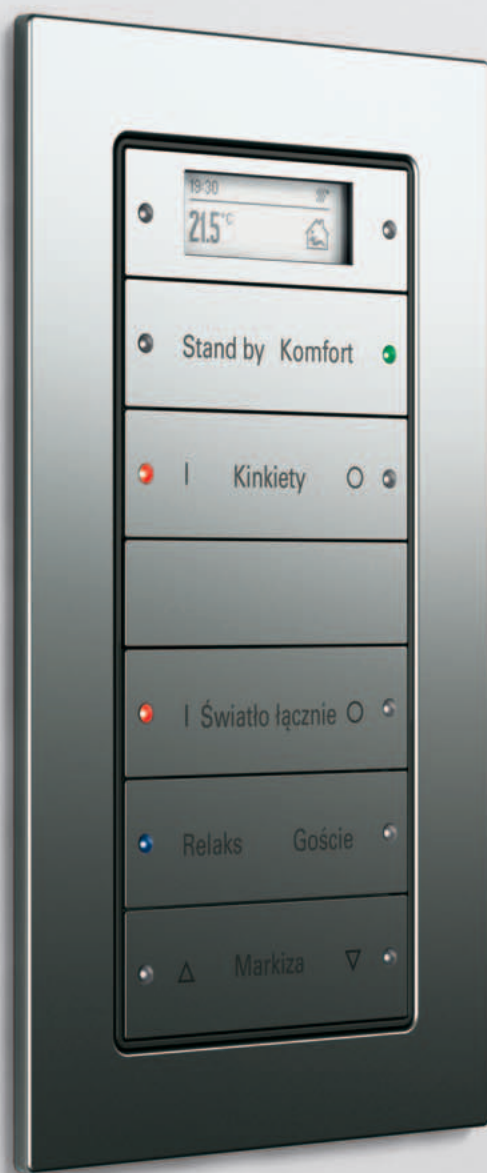 19:30
21.5 °C
Stand by Komfort
I Kinkiety O
I Światło łącznie O
Relaks Goście
△ Markiza ▽